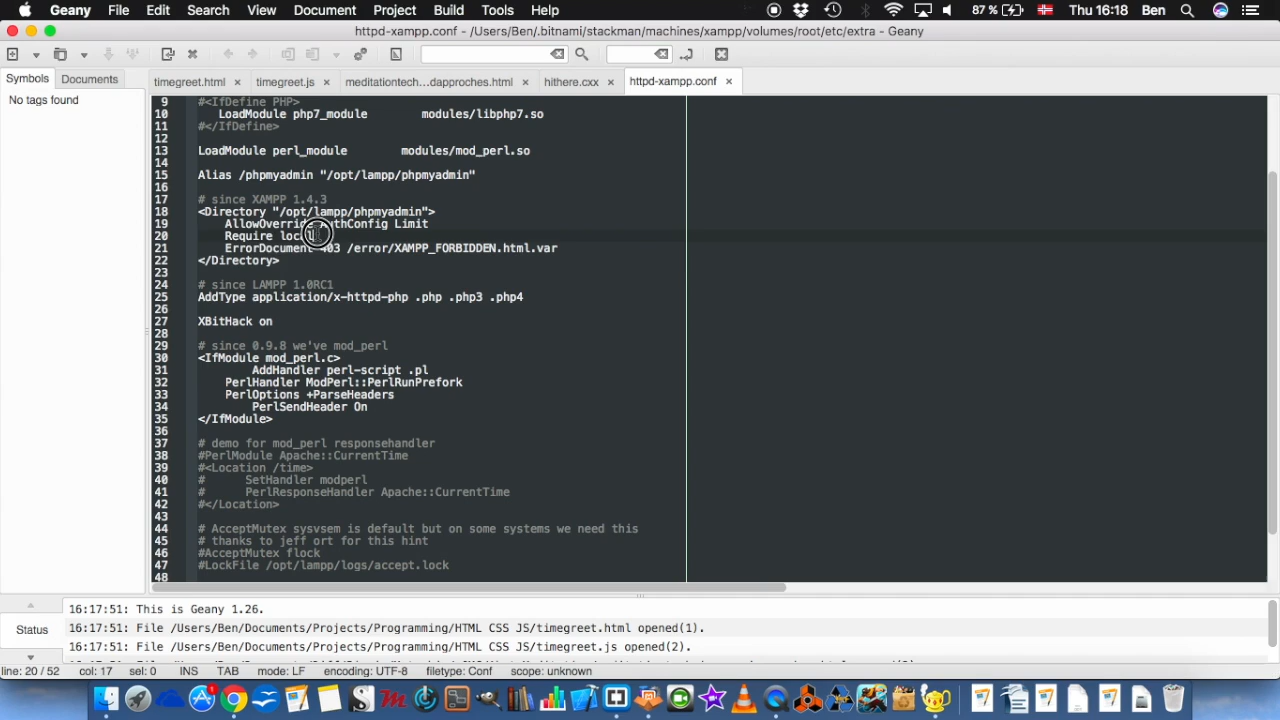 Geany File Edit Search View Document Project Build Tools Help 87 % Thu 16:18 Ben
httpd-xampp.conf - /Users/Ben/.bitnami/stackman/machines/xampp/volumes/root/etc/extra - Geany
Symbols Documents timegreet.html timegreet.js meditationtech...dapproches.html hithere.cxx httpd-xampp.conf
No tags found
9 #<IfDefine PHP>
10 LoadModule php7_module modules/libphp7.so
11 #</IfDefine>
12
13 LoadModule perl_module modules/mod_perl.so
14
15 Alias /phpmyadmin "/opt/lampp/phpmyadmin"
16
17 # since XAMPP 1.4.3
18 <Directory "/opt/lampp/phpmyadmin">
19 AllowOverride AuthConfig Limit
20 Require local
21 ErrorDocument 403 /error/XAMPP_FORBIDDEN.html.var
22 </Directory>
23
24 # since LAMPP 1.0RC1
25 AddType application/x-httpd-php .php .php3 .php4
26
27 XBitHack on
28
29 # since 0.9.8 we've mod_perl
30 <IfModule mod_perl.c>
31 AddHandler perl-script .pl
32 PerlHandler ModPerl::PerlRunPrefork
33 PerlOptions +ParseHeaders
34 PerlSendHeader On
35 </IfModule>
36
37 # demo for mod_perl responsehandler
38 #PerlModule Apache::CurrentTime
39 #<Location /time>
40 # SetHandler modperl
41 # PerlResponseHandler Apache::CurrentTime
42 #</Location>
43
44 # AcceptMutex sysvsem is default but on some systems we need this
45 # thanks to jeff ort for this hint
46 #AcceptMutex flock
47 #LockFile /opt/lampp/logs/accept.lock
48
16:17:51: This is Geany 1.26.
Status
16:17:51: File /Users/Ben/Documents/Projects/Programming/HTML CSS JS/timegreet.html opened(1).
16:17:51: File /Users/Ben/Documents/Projects/Programming/HTML CSS JS/timegreet.js opened(2).
line: 20 / 52 col: 17 sel: 0 INS TAB mode: LF encoding: UTF-8 filetype: Conf scope: unknown